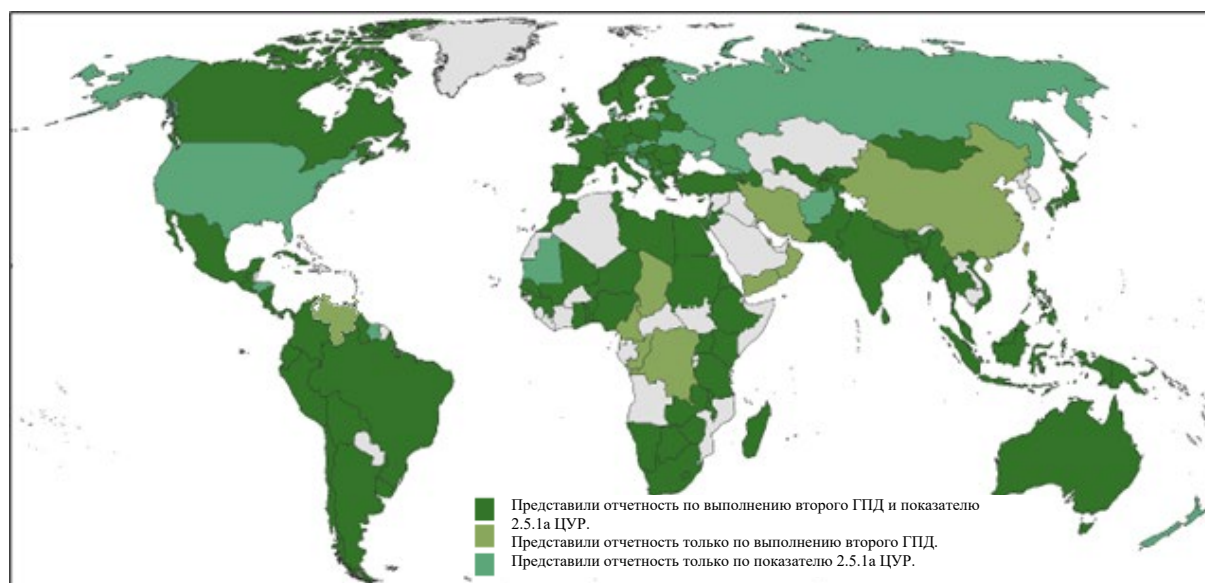 Представили отчетность по выполнению второго ГПД и показателю
2.5.1a ЦУР.
Представили отчетность только по выполнению второго ГПД.
Представили отчетность только по показателю 2.5.1a ЦУР.